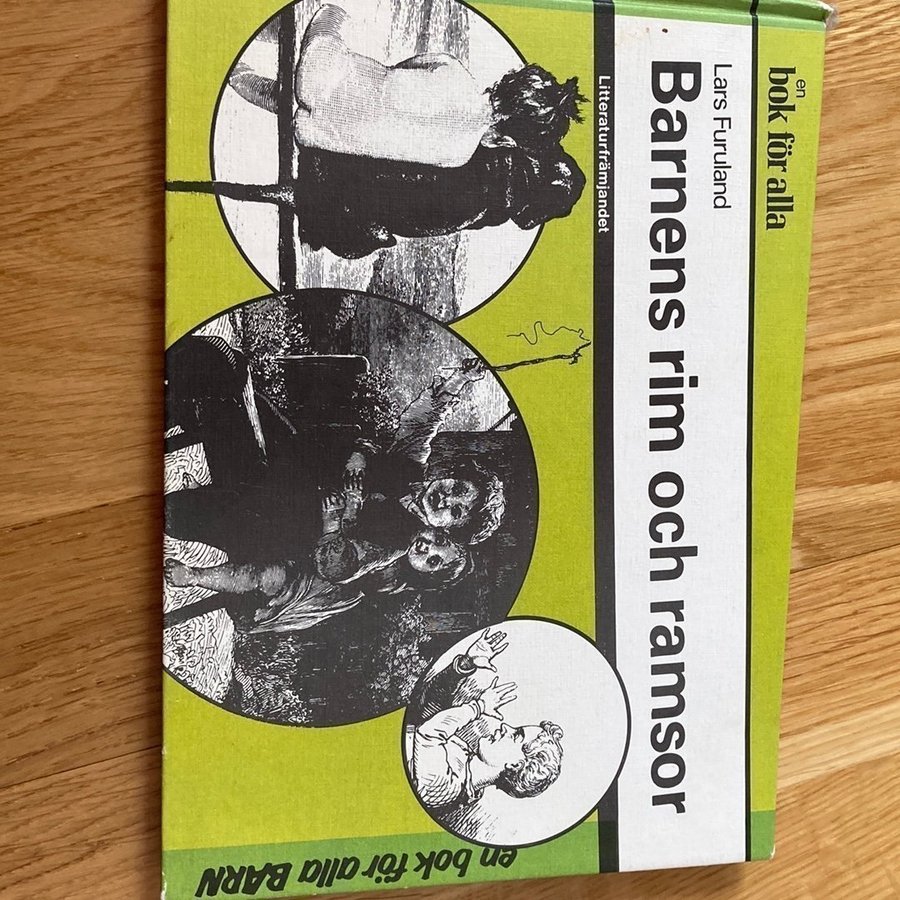 en
bok för alla
Lars Furuland
Barnens rim och ramsor
Litteraturfrämjandet
en bok för alla BARN